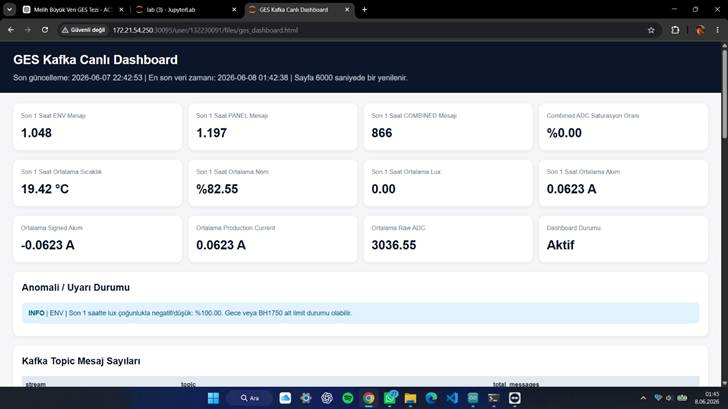 Melih Büyük Veri GES Tezi - AC
lab (3) - JupyterLab
GES Kafka Canlı Dashboard
Güvenli değil
172.21.54.250:30095/user/132230091/files/ges_dashboard.html
GES Kafka Canlı Dashboard
Son güncelleme: 2026-06-07 22:42:53 | En son veri zamanı: 2026-06-08 01:42:38 | Sayfa 6000 saniyede bir yenilenir.
Son 1 Saat ENV Mesajı
1.048
Son 1 Saat PANEL Mesajı
1.197
Son 1 Saat COMBINED Mesajı
866
Combined ADC Saturasyon Oranı
%0.00
Son 1 Saat Ortalama Sıcaklık
19.42 °C
Son 1 Saat Ortalama Nem
%82.55
Son 1 Saat Ortalama Lux
0.00
Son 1 Saat Ortalama Akım
0.0623 A
Ortalama Signed Akım
-0.0623 A
Ortalama Production Current
0.0623 A
Ortalama Raw ADC
3036.55
Dashboard Durumu
Aktif
Anomali / Uyarı Durumu
INFO | ENV | Son 1 saatte lux çoğunlukla negatif/düşük: %100.00. Gece veya BH1750 alt limit durumu olabilir.
Kafka Topic Mesaj Sayıları
stream topic total_messages
Ara
01:45
8.06.2026